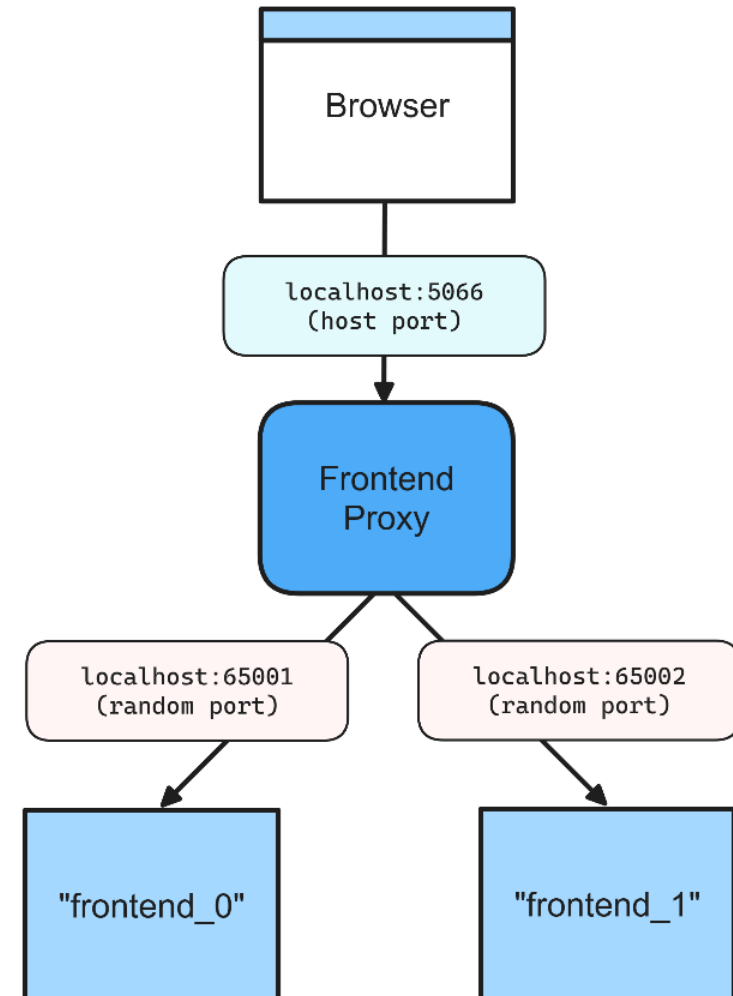 Browser
localhost:5066
(host port)
Frontend
Proxy
localhost:65001
(random port)
localhost:65002
(random port)
"frontend_0"
"frontend_1"